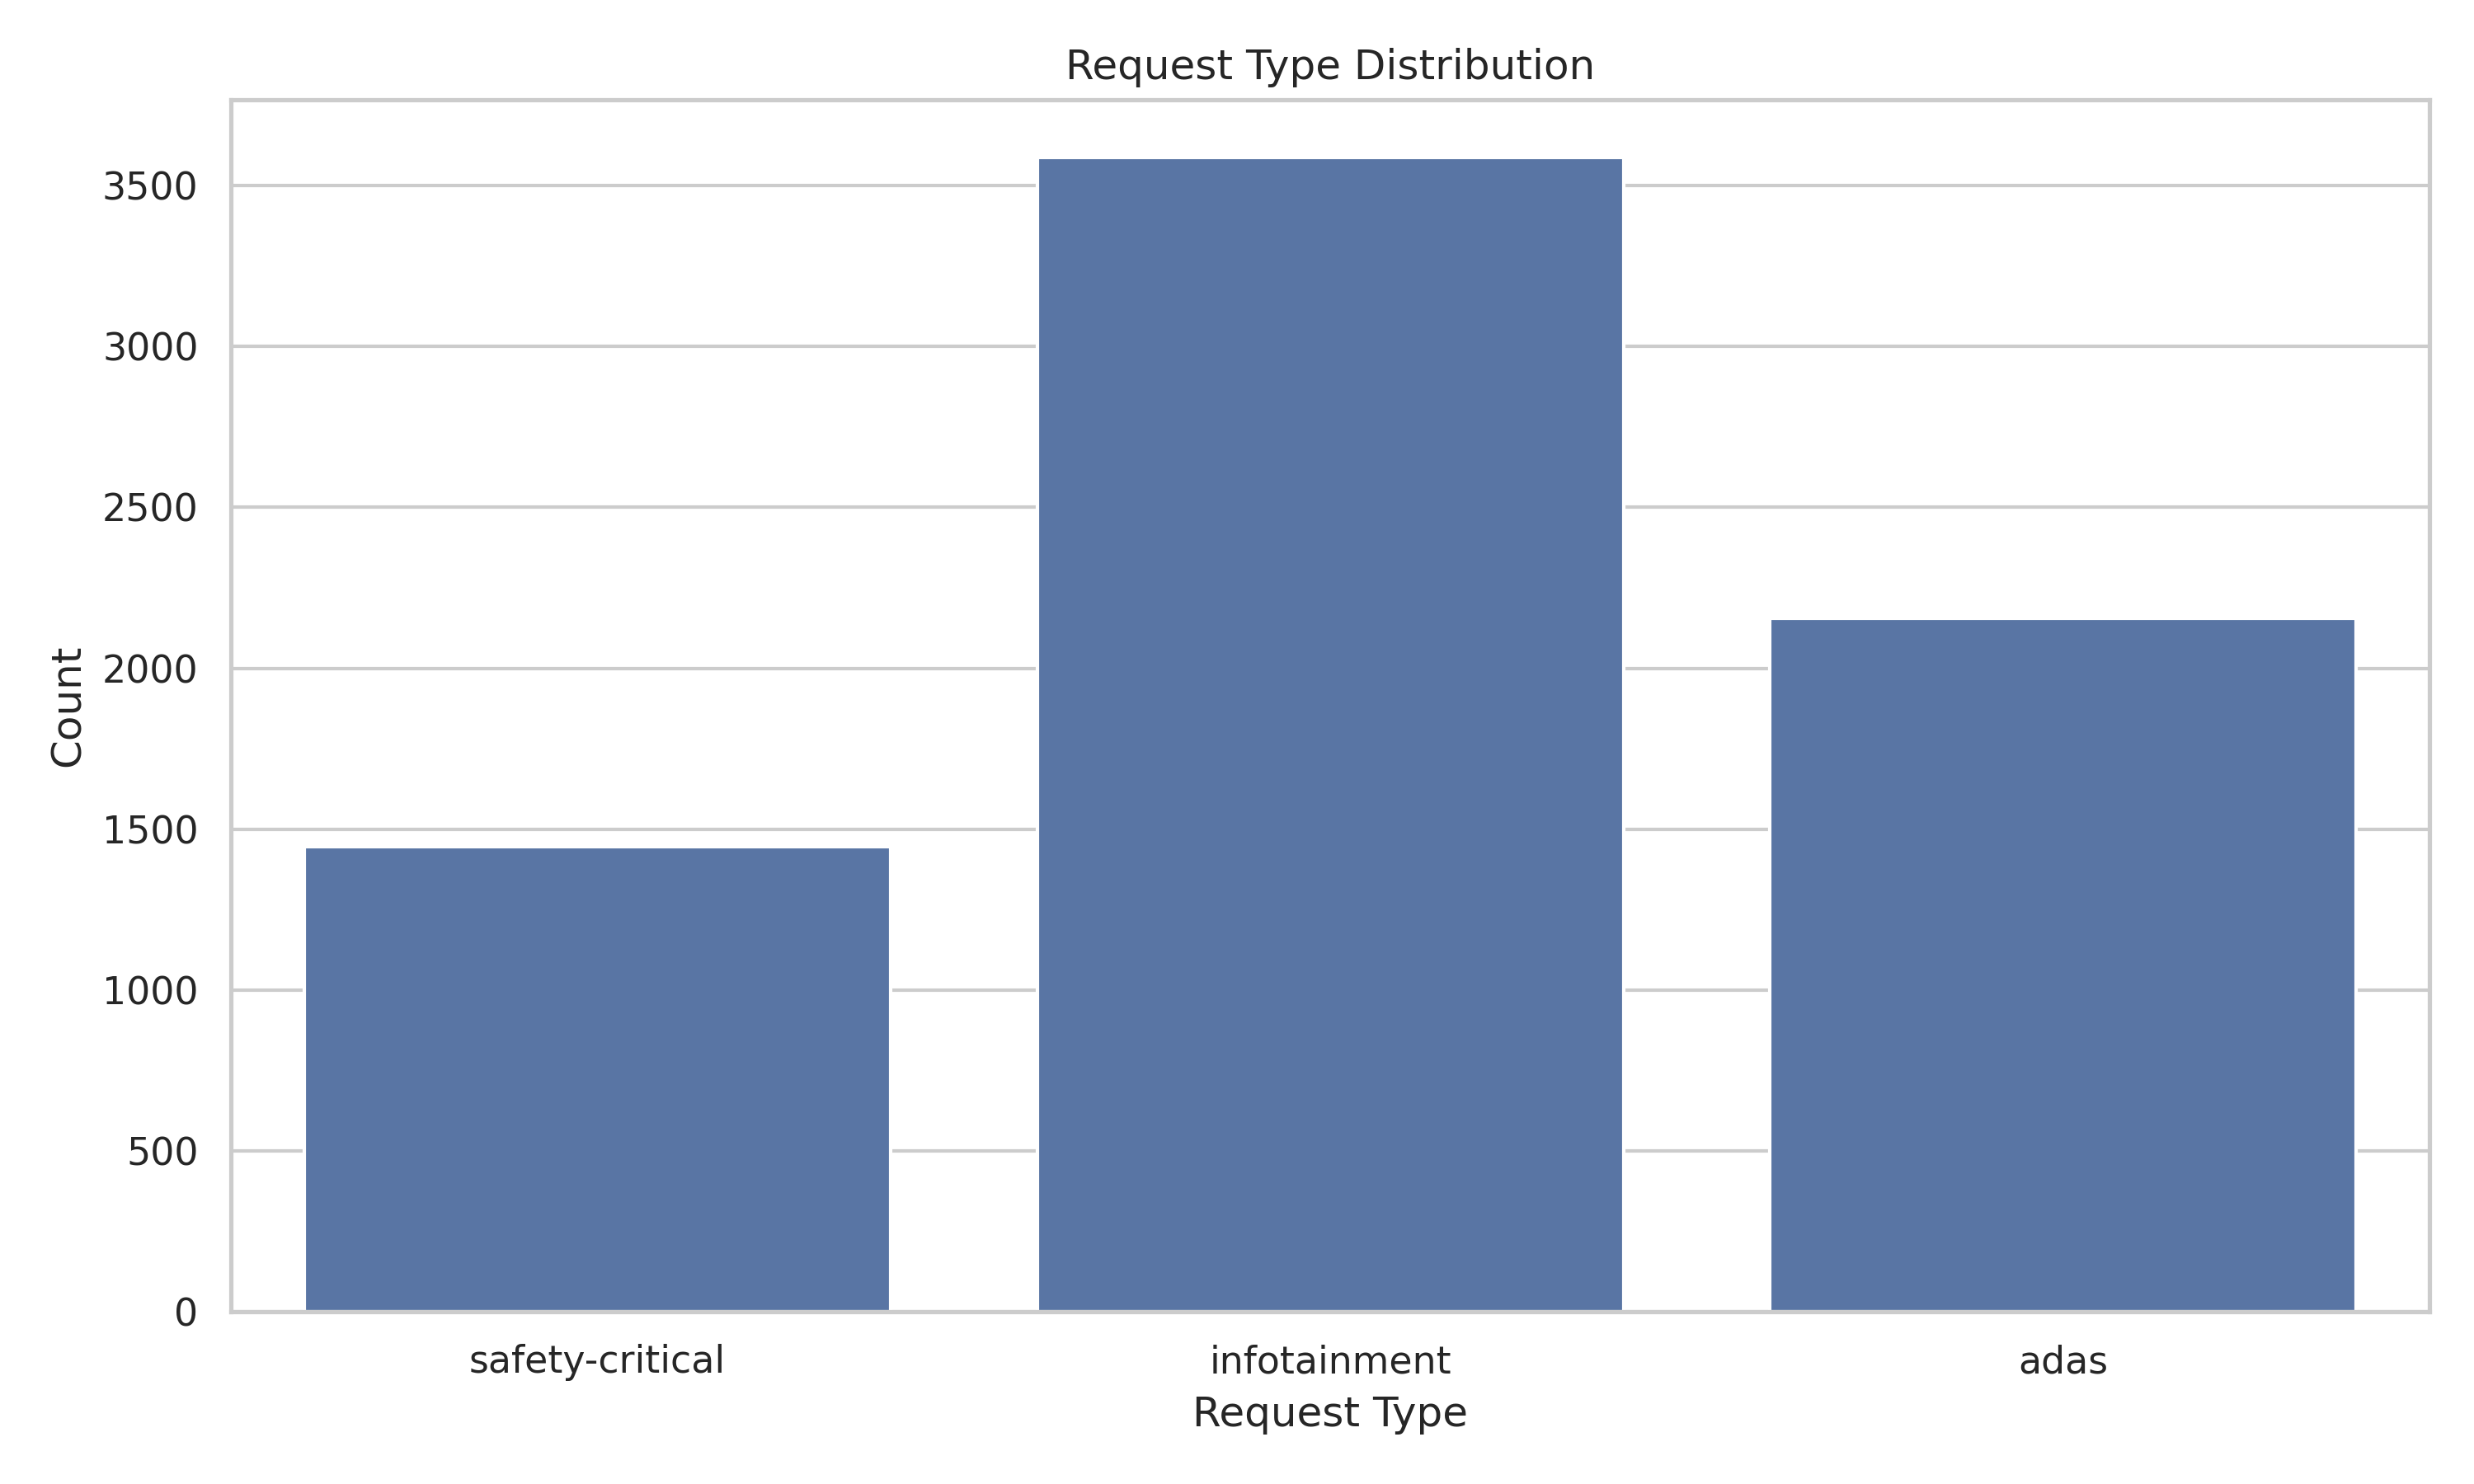 Request Type Distribution
3500
3000
2500
2000
1500
1000
500
0
Count
safety-critical
infotainment
adas
Request Type